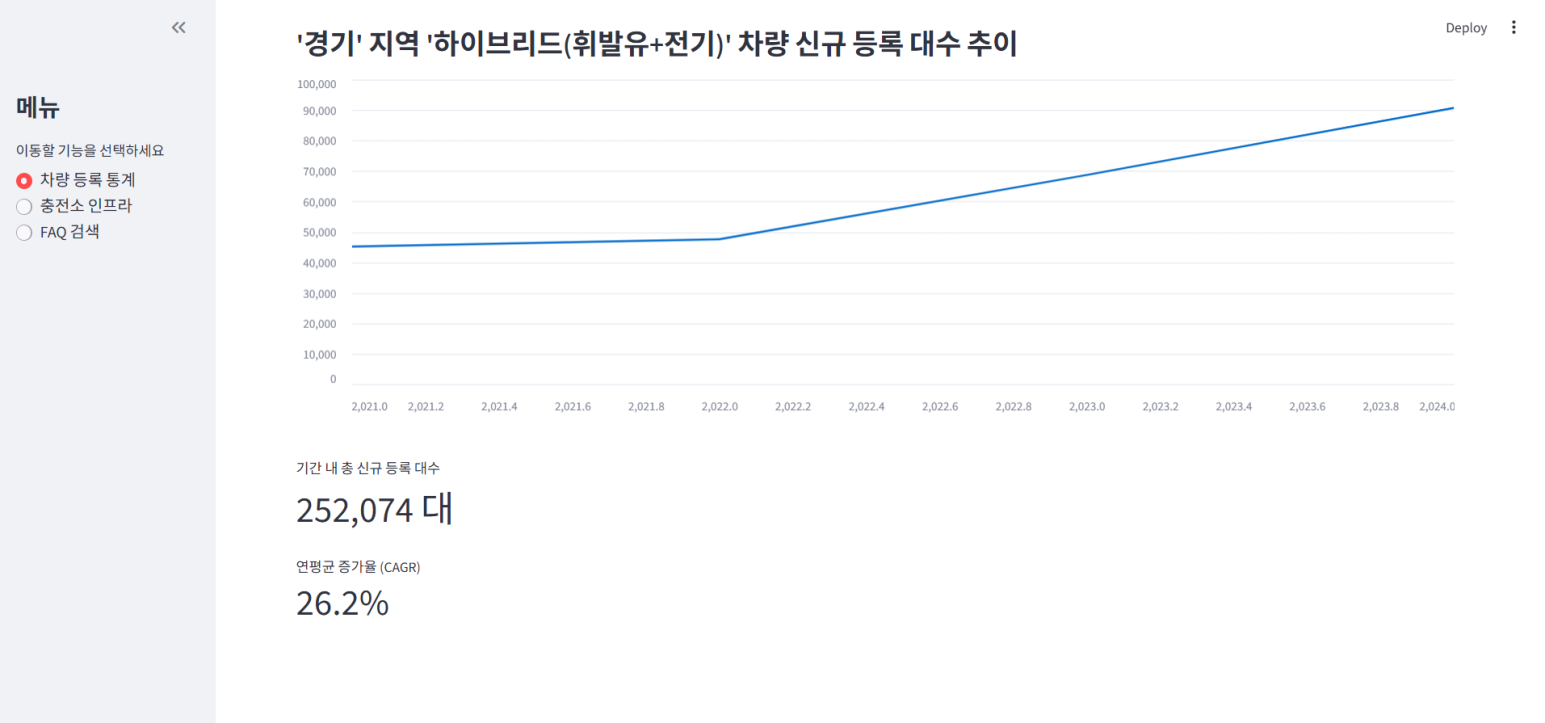 메뉴
이동할 기능을 선택하세요
차량 등록 통계
충전소 인프라
FAQ 검색
Deploy
'경기' 지역 '하이브리드(휘발유+전기)' 차량 신규 등록 대수 추이
100,000
90,000
80,000
70,000
60,000
50,000
40,000
30,000
20,000
10,000
0
2,021.0 2,021.2 2,021.4 2,021.6 2,021.8 2,022.0 2,022.2 2,022.4 2,022.6 2,022.8 2,023.0 2,023.2 2,023.4 2,023.6 2,023.8 2,024.0
기간 내 총 신규 등록 대수
252,074 대
연평균 증가율 (CAGR)
26.2%